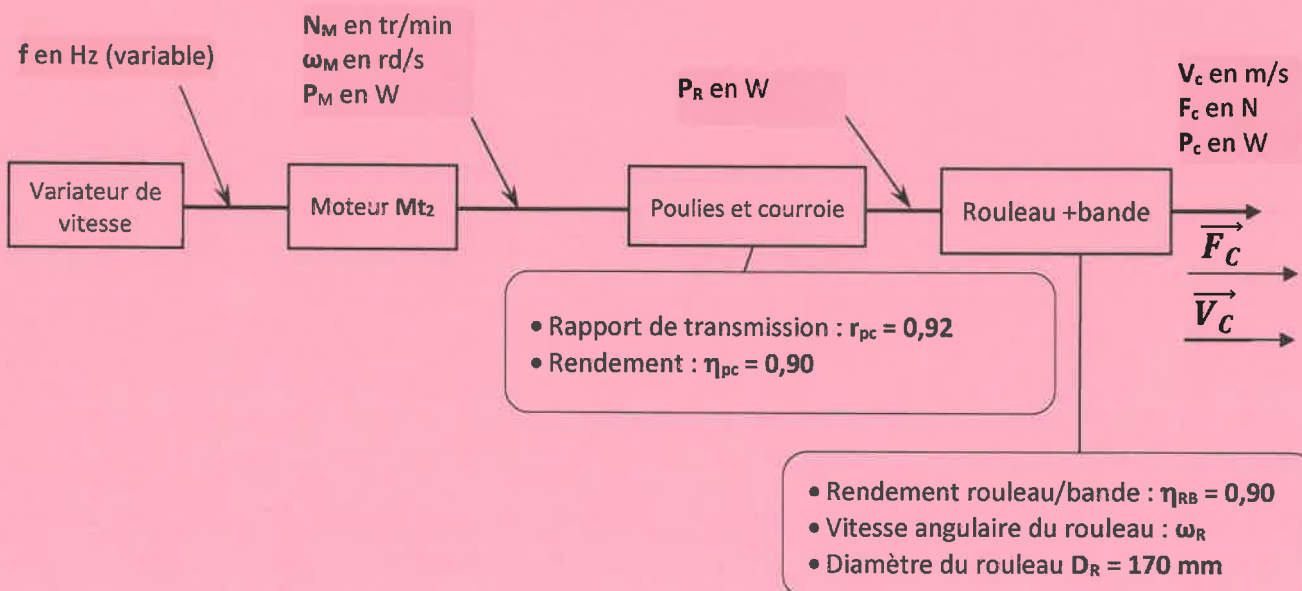 f en Hz (variable)
N_M en tr/min
ω_M en rd/s
P_M en W
P_R en W
V_c en m/s
F_c en N
P_c en W
Variateur de
vitesse
Moteur Mt₂
Poulies et courroie
Rouleau +bande
F_C
V_C
• Rapport de transmission : r_pc = 0,92
• Rendement : η_pc = 0,90
• Rendement rouleau/bande : η_RB = 0,90
• Vitesse angulaire du rouleau : ω_R
• Diamètre du rouleau D_R = 170 mm